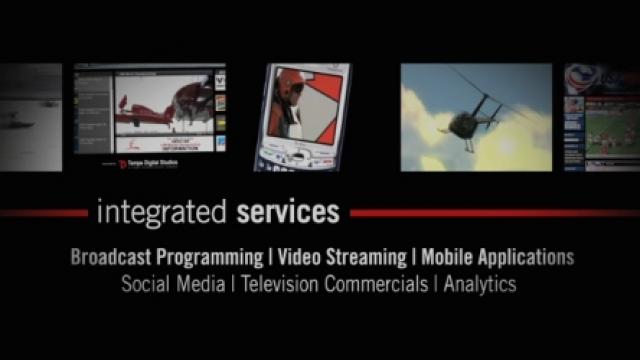 Tampa Digital Studios
integrated services
Broadcast Programming | Video Streaming | Mobile Applications
Social Media | Television Commercials | Analytics